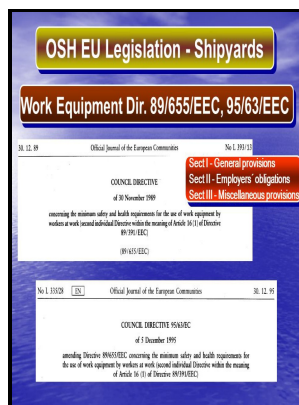 OSH EU Legislation - Shipyards
Work Equipment Dir. 89/655/EEC, 95/63/EEC
30. 12. 89 Official Journal of the European Communities No L 393/13
Sect I - General provisions
Sect II - Employers´ obligations
Sect III - Miscellaneous provisions
COUNCIL DIRECTIVE
of 30 November 1989
concerning the minimum safety and health requirements for the use of work equipment by
workers at work (second individual Directive within the meaning of Article 16 (1) of Directive
89/391/EEC)
(89/655/EEC)
No L 335/28 EN Official Journal of the European Communities 30. 12. 95
COUNCIL DIRECTIVE 95/63/EC
of 5 December 1995
amending Directive 89/655/EEC concerning the minimum safety and health requirements for
the use of work equipment by workers at work (second individual Directive within the meaning
of Article 16 (1) of Directive 89/391/EEC)